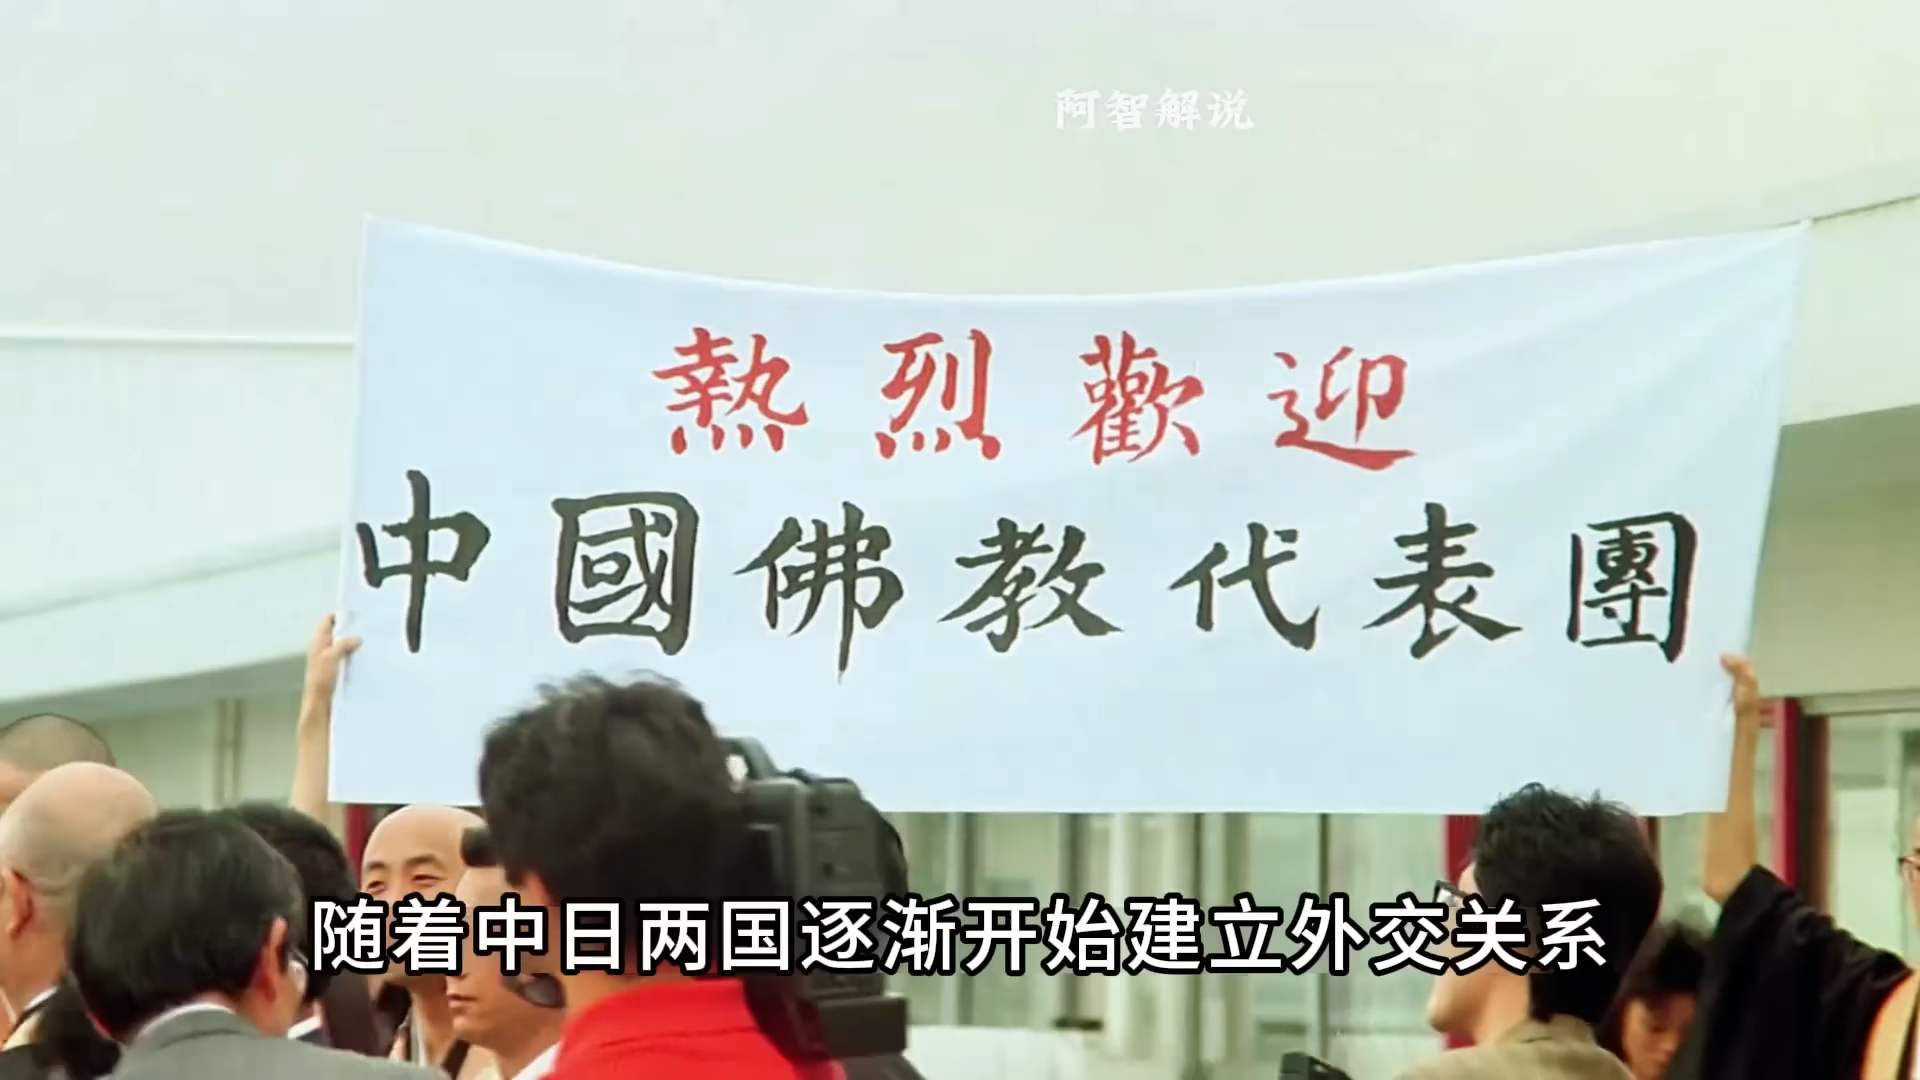 阿智解说
熱烈歡迎
中國佛教代表團
随着中日两国逐渐开始建立外交关系